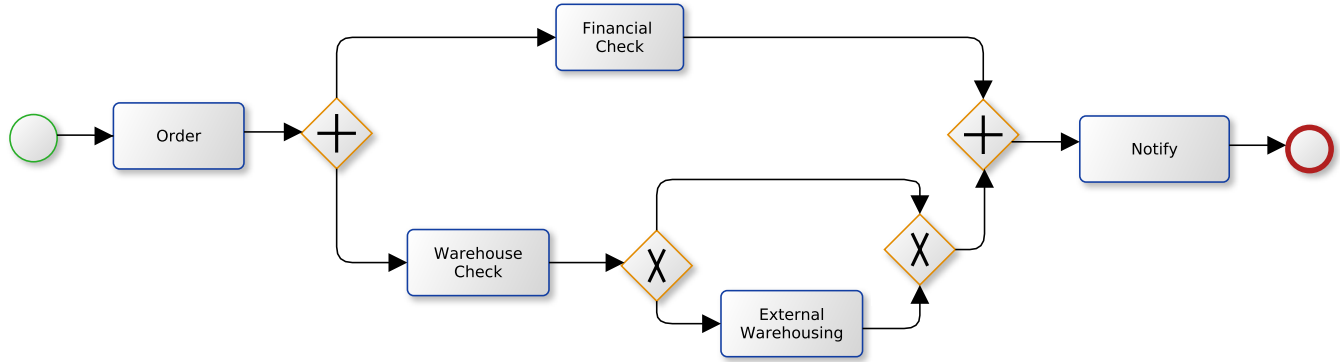 Financial
Check
Order
Notify
Warehouse
Check
External
Warehousing